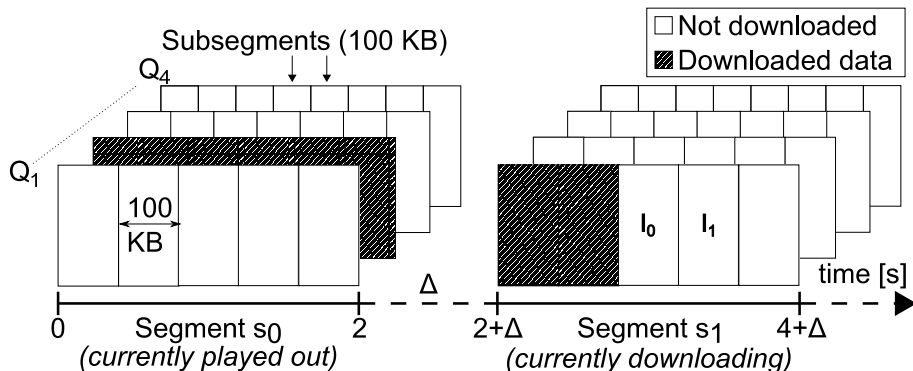 Subsegments (100 KB)
Not downloaded
Downloaded data
Q4
Q1
100
KB
I0
I1
Δ
time [s]
0
Segment s0
2
2+Δ
Segment s1
4+Δ
(currently played out)
(currently downloading)